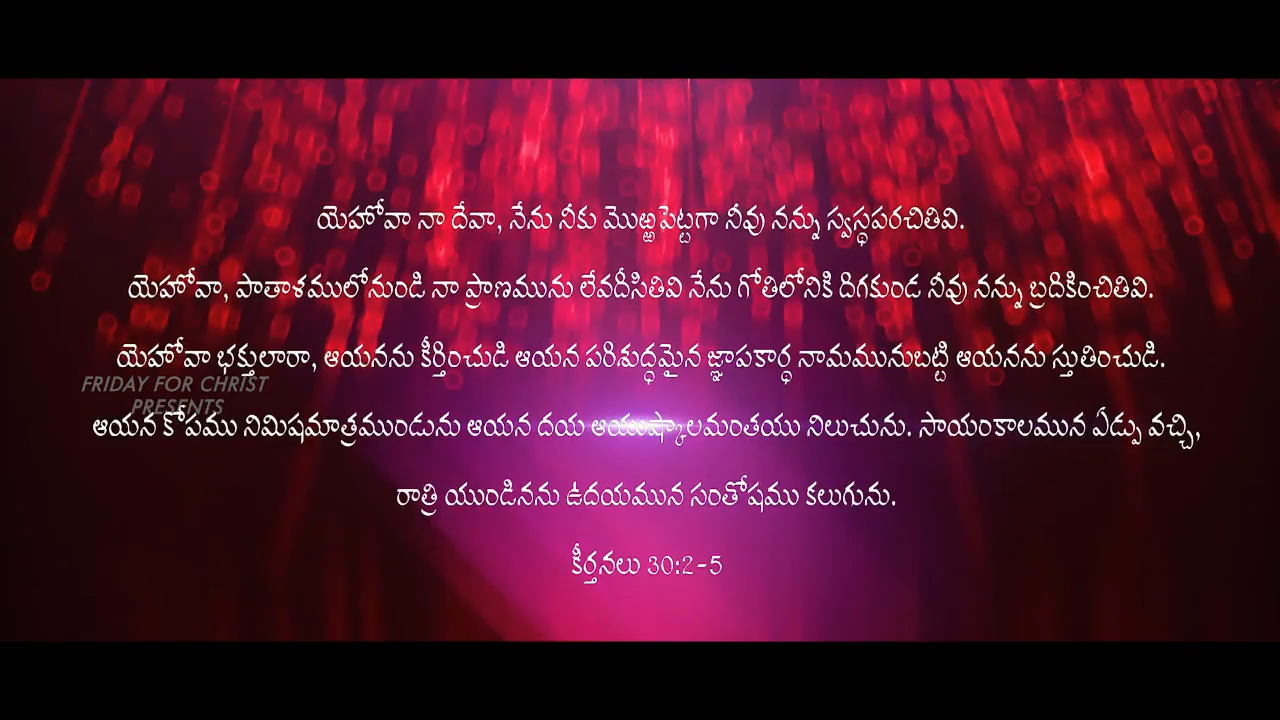 యెహోవా నా దేవా, నేను నీకు మొఱ్ఱపెట్టగా నీవు నన్ను స్వస్థపరచితివి.
యెహోవా, పాతాళములోనుండి నా ప్రాణమును లేవదీసితివి నేను గోతిలోనికి దిగకుండ నీవు నన్ను బ్రదికించితివి.
యెహోవా భక్తులారా, ఆయనను కీర్తించుడి ఆయన పరిశుద్ధమైన జ్ఞాపకార్థ నామమునుబట్టి ఆయనను స్తుతించుడి.
FRIDAY FOR CHRIST
PRESENTS
ఆయన కోపము నిమిషమాత్రముండును ఆయన దయ ఆయుష్కాలమంతయు నిలుచును. సాయంకాలమున ఏడ్పు వచ్చి,
రాత్రి యుండినను ఉదయమున సంతోషము కలుగును.
కీర్తనలు 30:2-5